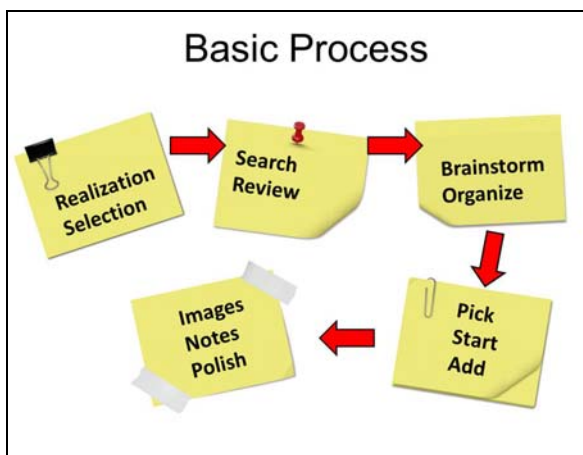 Basic Process
Realization
Selection
Search
Review
Brainstorm
Organize
Pick
Start
Add
Images
Notes
Polish